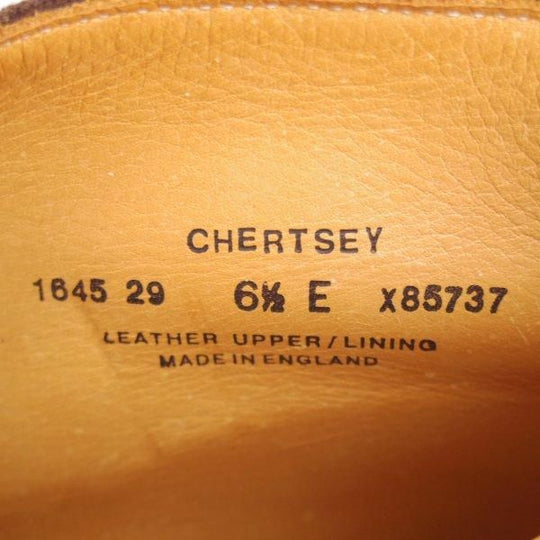 CHERTSEY
1645 29 6½ E X85737
LEATHER UPPER/LINING
MADE IN ENGLAND